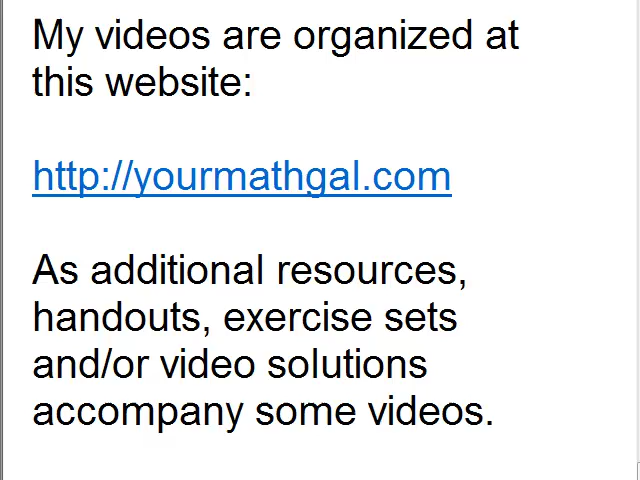 My videos are organized at
this website:
http://yourmathgal.com
As additional resources,
handouts, exercise sets
and/or video solutions
accompany some videos.